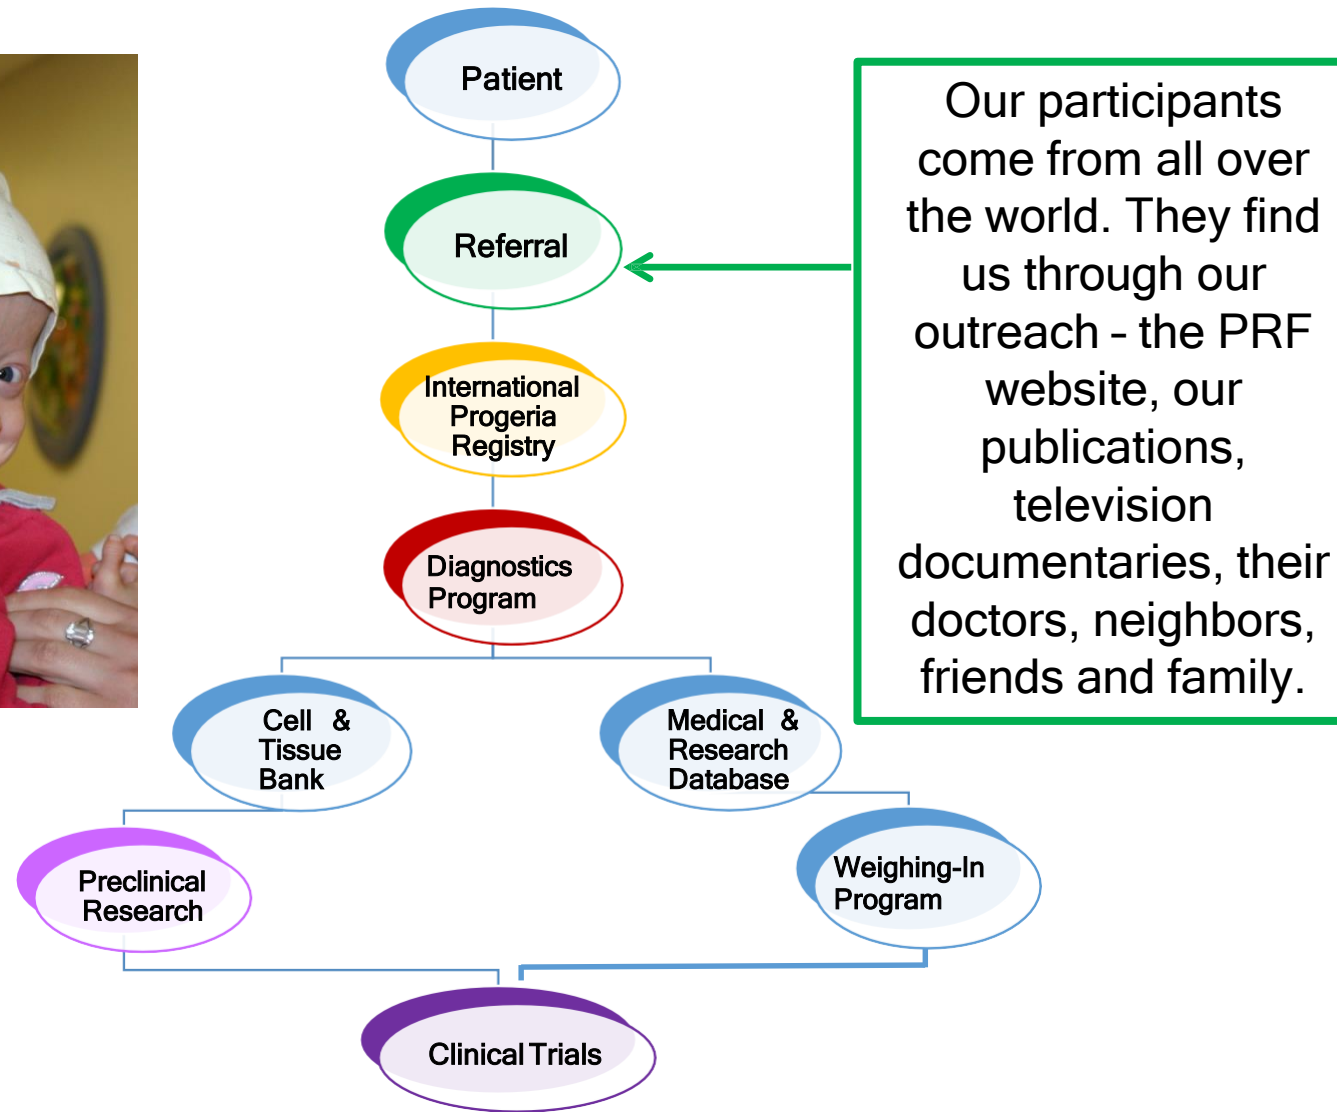 Patient
Referral
International
Progeria
Registry
Diagnostics
Program
Cell & 
Tissue
Bank
Medical &
Research
Database
Preclinical
Research
Weighing-In
Program
Clinical Trials
Our participants
come from all over
the world. They find
us through our
outreach – the PRF
website, our
publications,
television
documentaries, their
doctors, neighbors,
friends and family.